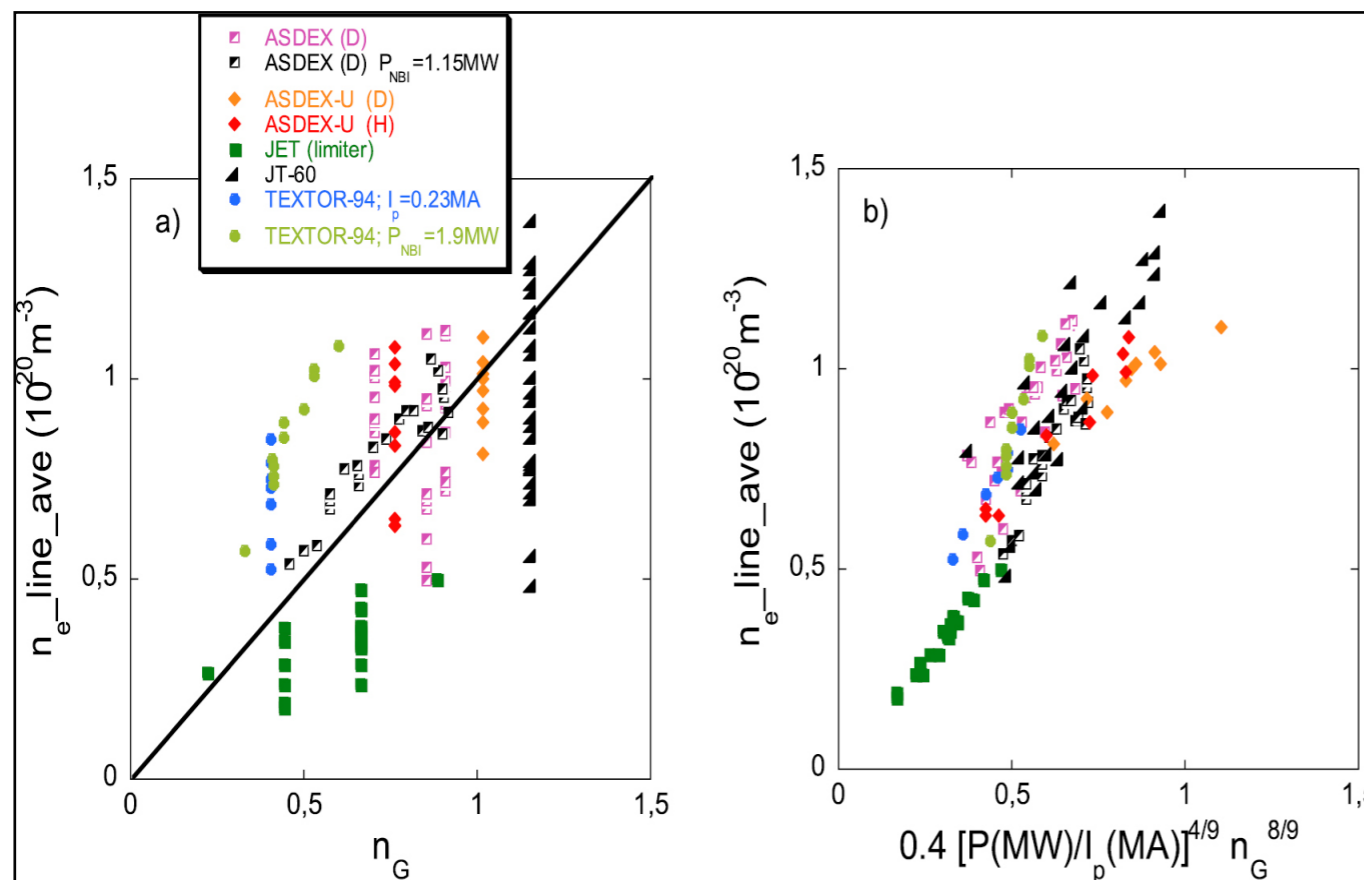 ASDEX (D)
ASDEX (D) P_NBI=1.15MW
ASDEX-U (D)
ASDEX-U (H)
JET (limiter)
JT-60
TEXTOR-94; I_p=0.23MA
TEXTOR-94; P_NBI=1.9MW
a)
1,5
1
0,5
0
0
0,5
1
1,5
n_e_line_ave (10^20 m^-3)
n_G
b)
1,5
1
0,5
0
0
0,5
1
1,5
n_e_line_ave (10^20 m^-3)
0.4 [P(MW)/I_p(MA)]^4/9 n_G^8/9